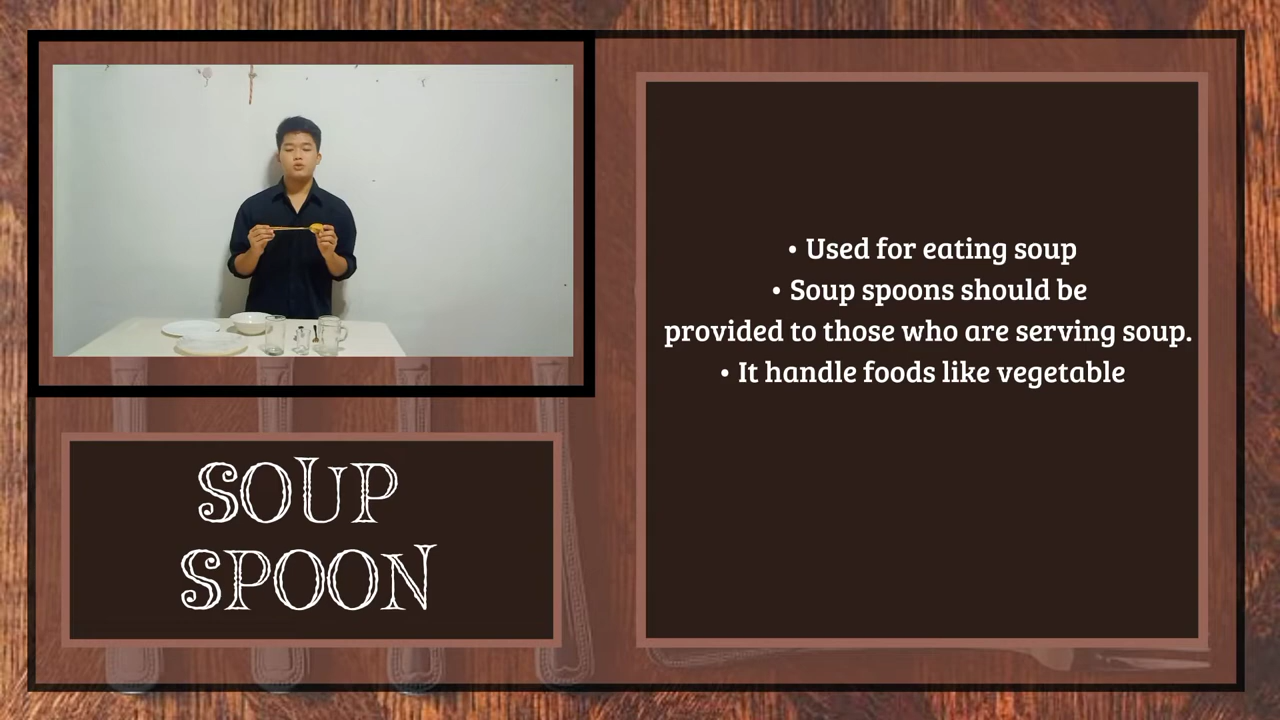 SOUP
SPOON
• Used for eating soup
• Soup spoons should be
provided to those who are serving soup.
• It handle foods like vegetable